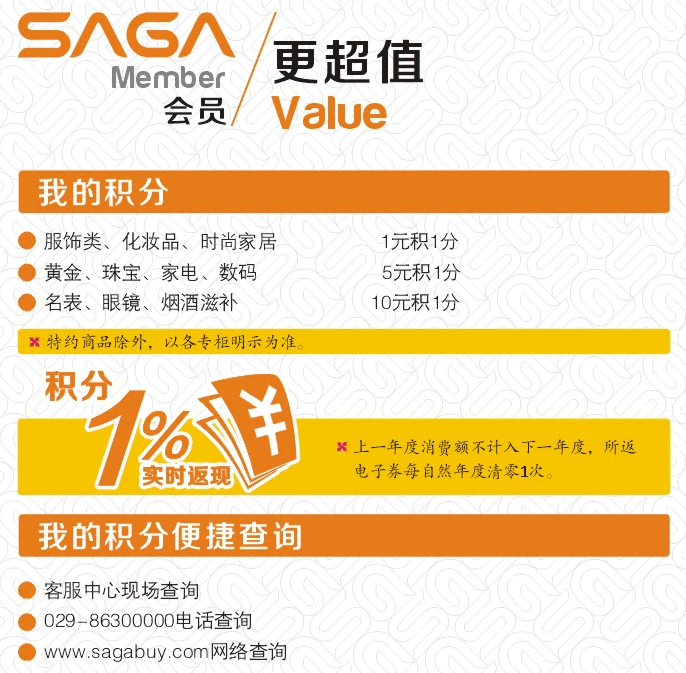 SAGA
Member
会员
更超值
Value
我的积分
服饰类、化妆品、时尚家居 1元积1分
黄金、珠宝、家电、数码 5元积1分
名表、眼镜、烟酒滋补 10元积1分
特约商品除外，以各专柜明示为准。
积分
1%
实时返现
¥
上一年度消费额不计入下一年度，所返
电子券每自然年度清零1次。
我的积分便捷查询
客服中心现场查询
029-86300000电话查询
www.sagabuy.com网络查询